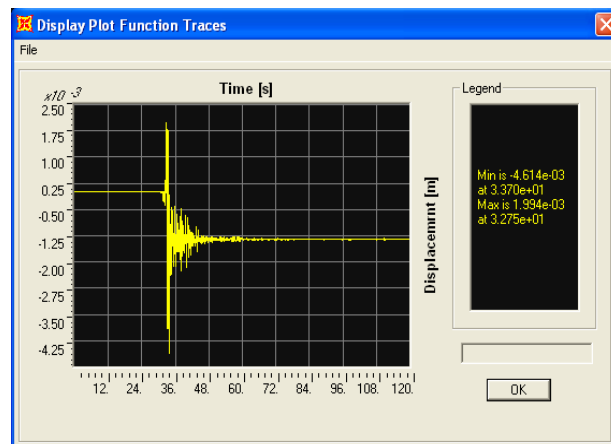 Display Plot Function Traces
File
x10 -3
Time [s]
2.50
1.75
1.00
0.25
-0.50
-1.25
-2.00
-2.75
-3.50
-4.25
12. 24. 36. 48. 60. 72. 84. 96. 108. 120.
Displacemrnt [m]
Legend
Min is -4.614e-03
at 3.370e+01
Max is 1.994e-03
at 3.275e+01
OK